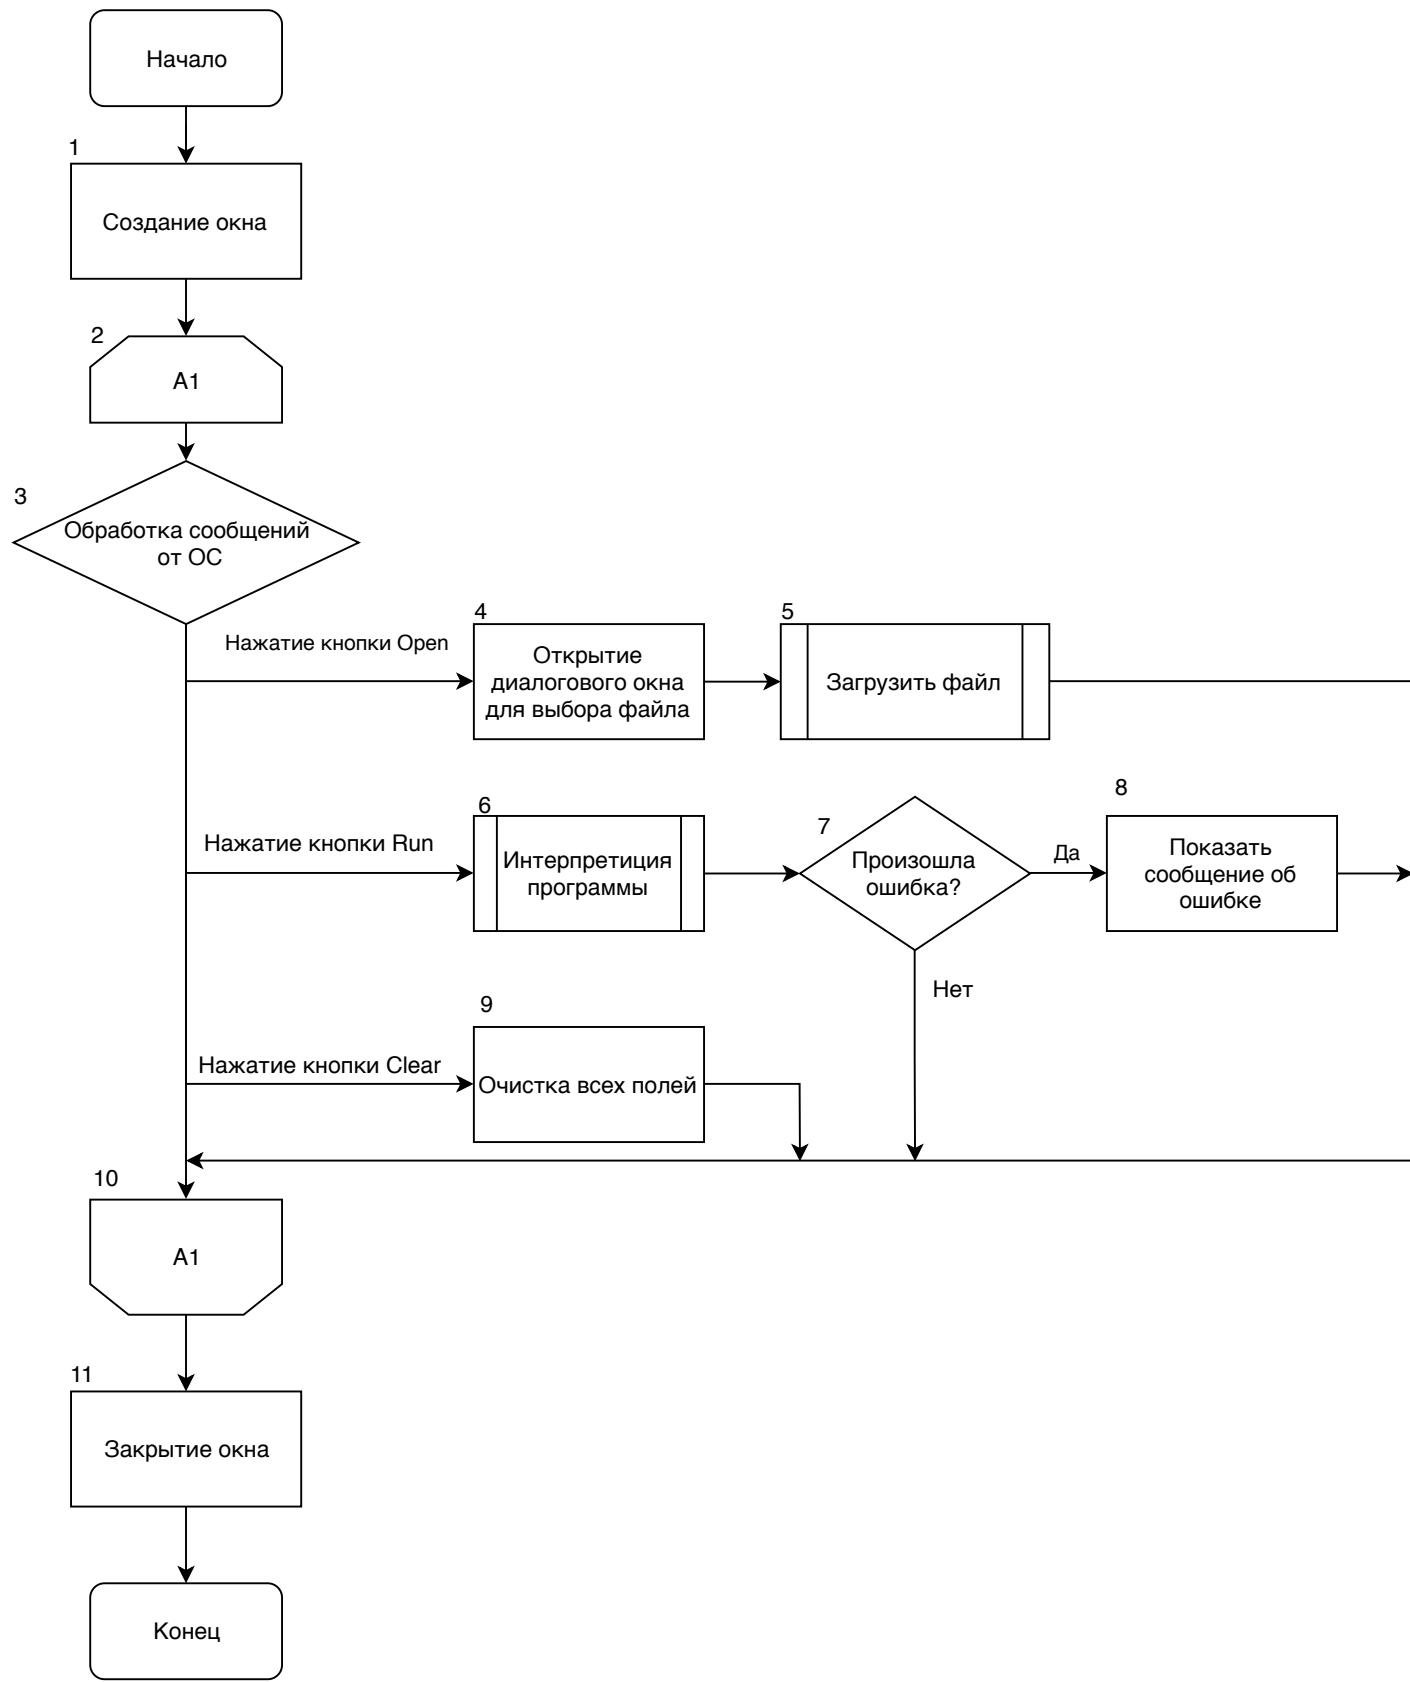 Начало
1
Создание окна
2
А1
3
Обработка сообщений
от ОС
Нажатие кнопки Open
4
Открытие
диалогового окна
для выбора файла
5
Загрузить файл
Нажатие кнопки Run
6
Интерпретиция
программы
7
Произошла
ошибка?
Да
8
Показать
сообщение об
ошибке
Нет
Нажатие кнопки Clear
9
Очистка всех полей
10
А1
11
Закрытие окна
Конец